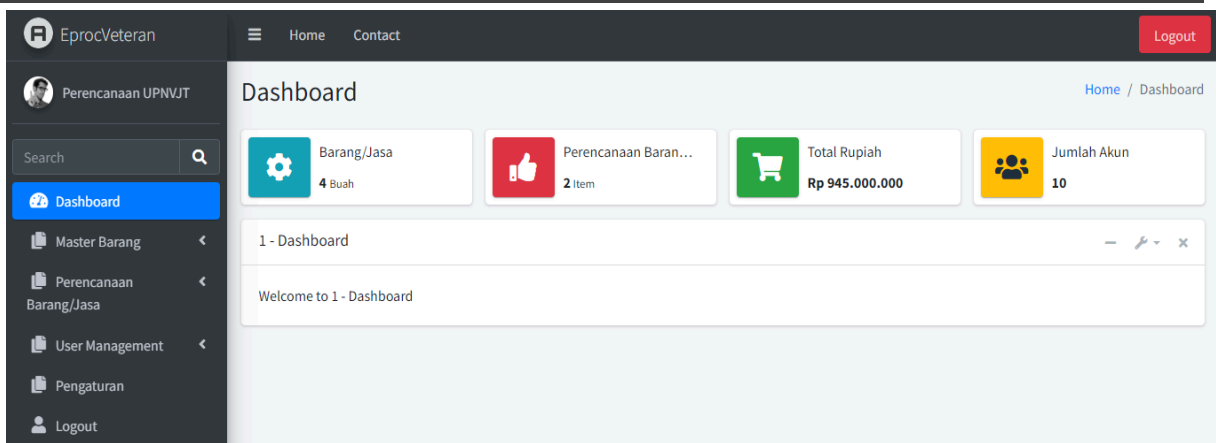 EprocVeteran
Home Contact
Logout
Perencanaan UPNVJT
Search
Dashboard
Master Barang
Perencanaan
Barang/Jasa
User Management
Pengaturan
Logout
Dashboard
Home / Dashboard
Barang/Jasa
4 Buah
Perencanaan Baran...
2 Item
Total Rupiah
Rp 945.000.000
Jumlah Akun
10
1 - Dashboard
Welcome to 1 - Dashboard